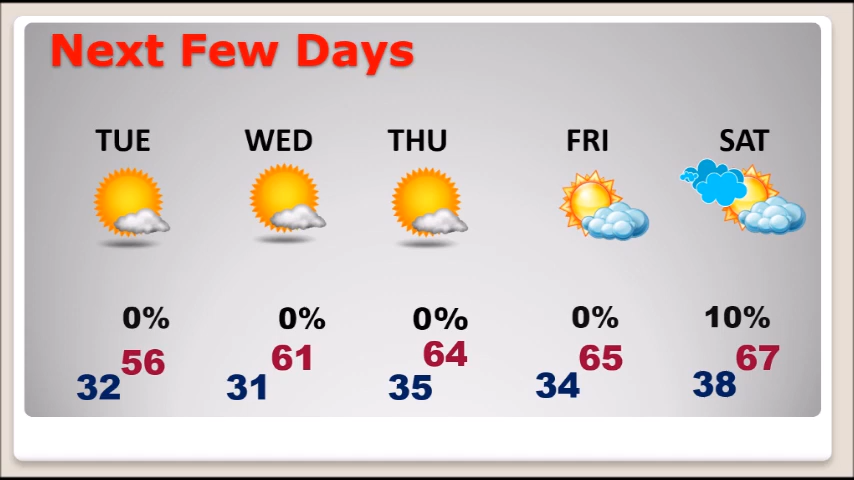 Next Few Days
TUE WED THU FRI SAT
0% 0% 0% 0% 10%
56 61 64 65 67
32 31 35 34 38